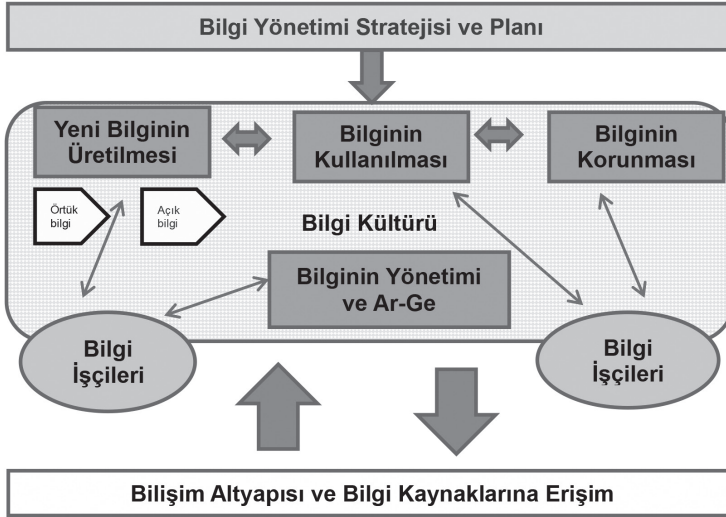 Bilgi Yönetimi Stratejisi ve Planı
Yeni Bilginin
Üretilmesi
Bilginin
Kullanılması
Bilginin
Korunması
Örtük
bilgi
Açık
bilgi
Bilgi Kültürü
Bilginin Yönetimi
ve Ar-Ge
Bilgi
İşçileri
Bilgi
İşçileri
Bilişim Altyapısı ve Bilgi Kaynaklarına Erişim